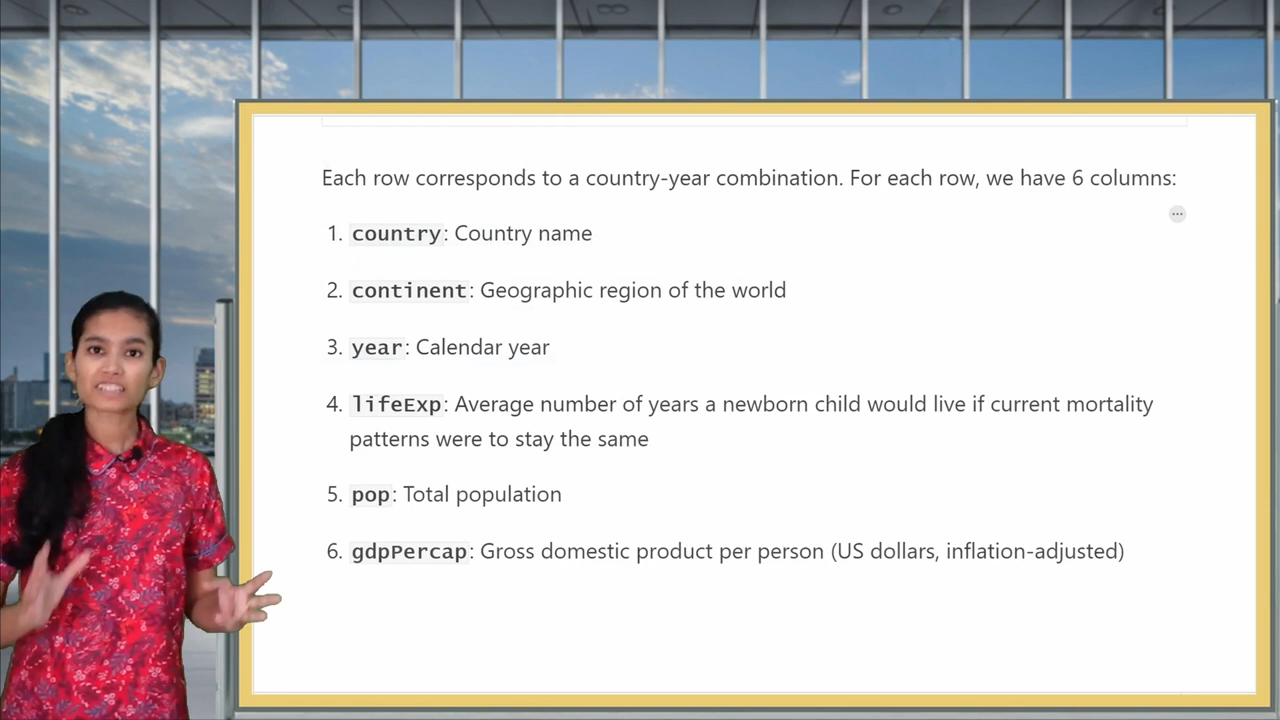 Each row corresponds to a country-year combination. For each row, we have 6 columns:
1. country: Country name
2. continent: Geographic region of the world
3. year: Calendar year
4. lifeExp: Average number of years a newborn child would live if current mortality
patterns were to stay the same
5. pop: Total population
6. gdpPercap: Gross domestic product per person (US dollars, inflation-adjusted)